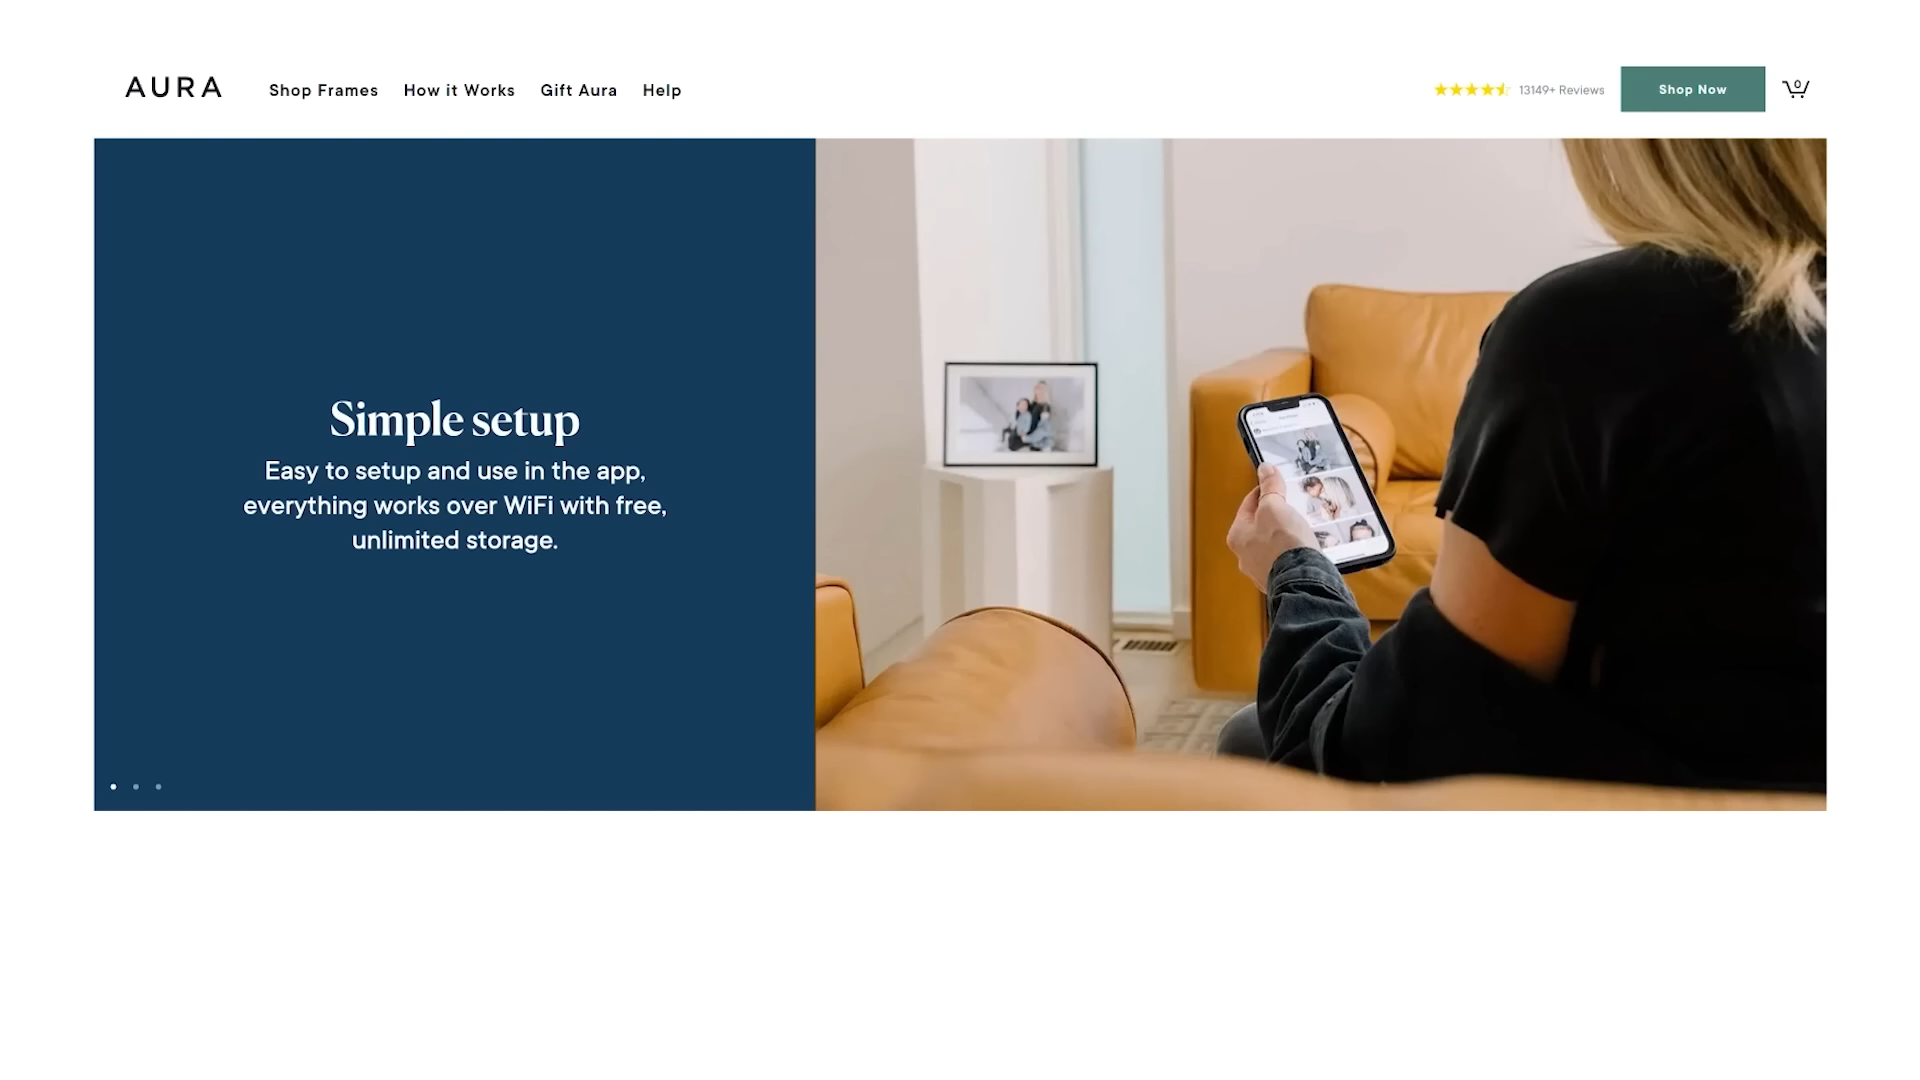 AURA
Shop Frames
How it Works
Gift Aura
Help
13149+ Reviews
Shop Now
0
Simple setup
Easy to setup and use in the app,
everything works over WiFi with free,
unlimited storage.